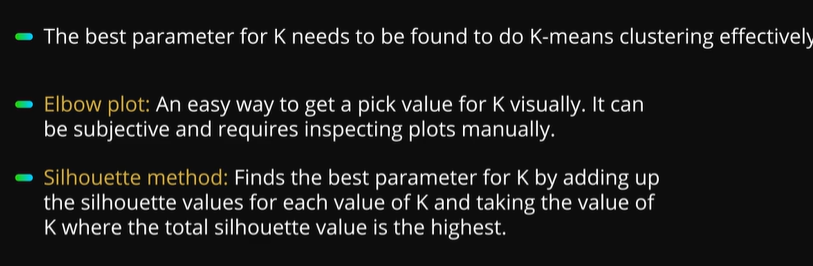 The best parameter for K needs to be found to do K-means clustering effectively
Elbow plot: An easy way to get a pick value for K visually. It can
be subjective and requires inspecting plots manually.
Silhouette method: Finds the best parameter for K by adding up
the silhouette values for each value of K and taking the value of
K where the total silhouette value is the highest.